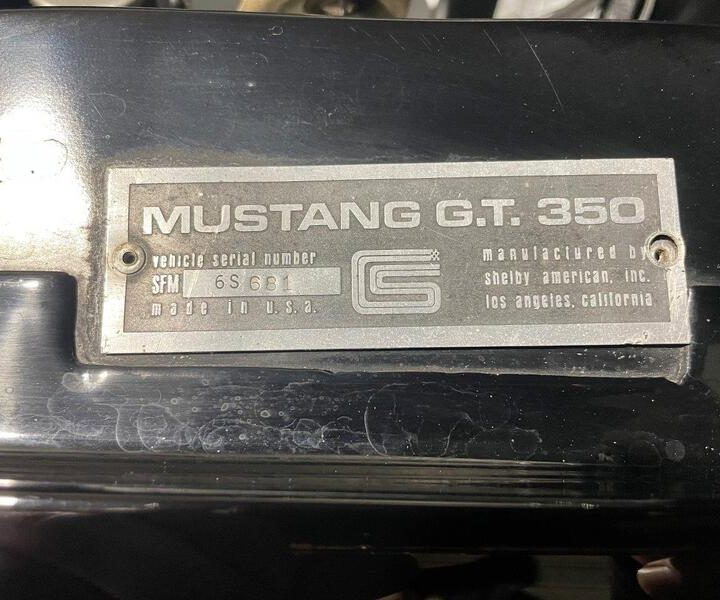 MUSTANG G.T. 350
vehicle serial number
SFM 6S681
made in U.S.a.
manufactured by
shelby american, inc.
los angeles, california